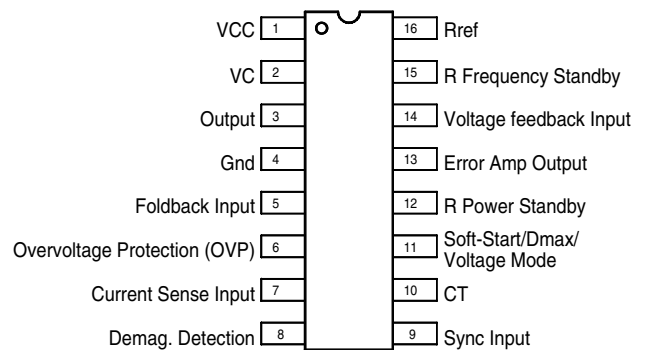 VCC 1 16 Rref
VC 2 15 R Frequency Standby
Output 3 14 Voltage feedback Input
Gnd 4 13 Error Amp Output
Foldback Input 5 12 R Power Standby
Overvoltage Protection (OVP) 6 11 Soft-Start/Dmax/
Voltage Mode
Current Sense Input 7 10 CT
Demag. Detection 8 9 Sync Input